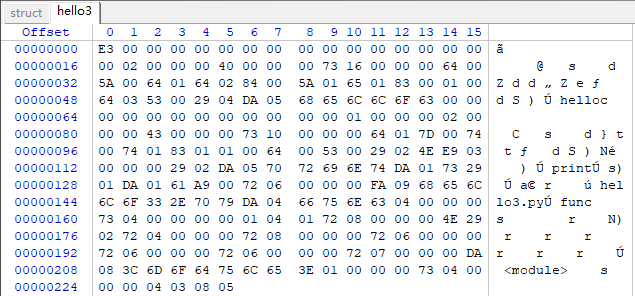 struct hello3
Offset 0 1 2 3 4 5 6 7 8 9 10 11 12 13 14 15
00000000 E3 00 00 00 00 00 00 00 00 00 00 00 00 00 00 00 ã
00000016 00 02 00 00 00 40 00 00 00 73 16 00 00 00 64 00 @ s d
00000032 5A 00 64 01 64 02 84 00 5A 01 65 01 83 00 01 00 Z d d „ Z e ƒ
00000048 64 03 53 00 29 04 DA 05 68 65 6C 6C 6F 63 00 00 d S ) Ú helloc
00000064 00 00 00 00 00 00 00 00 00 00 01 00 00 00 02 00
00000080 00 00 43 00 00 00 73 10 00 00 00 64 01 7D 00 74 C s d } t
00000096 00 74 01 83 01 01 00 64 00 53 00 29 02 4E E9 03 t ƒ d S ) Né
00000112 00 00 00 29 02 DA 05 70 72 69 6E 74 DA 01 73 29 ) Ú printÚ s)
00000128 01 DA 01 61 A9 00 72 06 00 00 00 FA 09 68 65 6C Ú a© r ú hel
00000144 6C 6F 33 2E 70 79 DA 04 66 75 6E 63 04 00 00 00 lo3.pyÚ func
00000160 73 04 00 00 00 00 01 04 01 72 08 00 00 00 4E 29 s r N)
00000176 02 72 04 00 00 00 72 08 00 00 00 72 06 00 00 00 r r r
00000192 72 06 00 00 00 72 06 00 00 00 72 07 00 00 00 DA r r r Ú
00000208 08 3C 6D 6F 64 75 6C 65 3E 01 00 00 00 73 04 00 <module> s
00000224 00 00 04 03 08 05